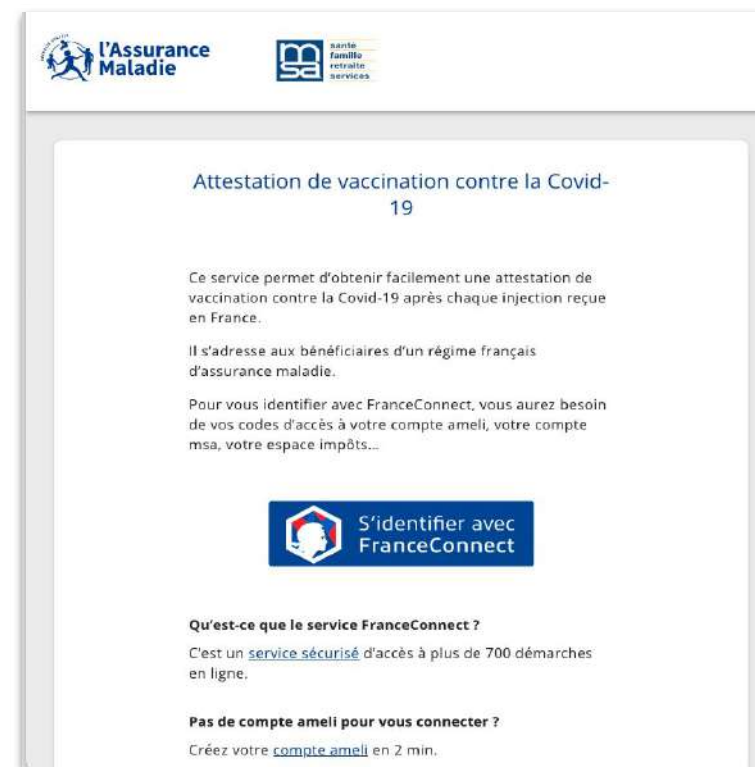 l'Assurance
Maladie
msa
santé
famille
retraite
services
Attestation de vaccination contre la Covid-
19
Ce service permet d'obtenir facilement une attestation de
vaccination contre la Covid-19 après chaque injection reçue
en France.
Il s'adresse aux bénéficiaires d'un régime français
d'assurance maladie.
Pour vous identifier avec FranceConnect, vous aurez besoin
de vos codes d'accès à votre compte ameli, votre compte
msa, votre espace impôts...
S'identifier avec
FranceConnect
Qu'est-ce que le service FranceConnect ?
C'est un service sécurisé d'accès à plus de 700 démarches
en ligne.
Pas de compte ameli pour vous connecter ?
Créez votre compte ameli en 2 min.